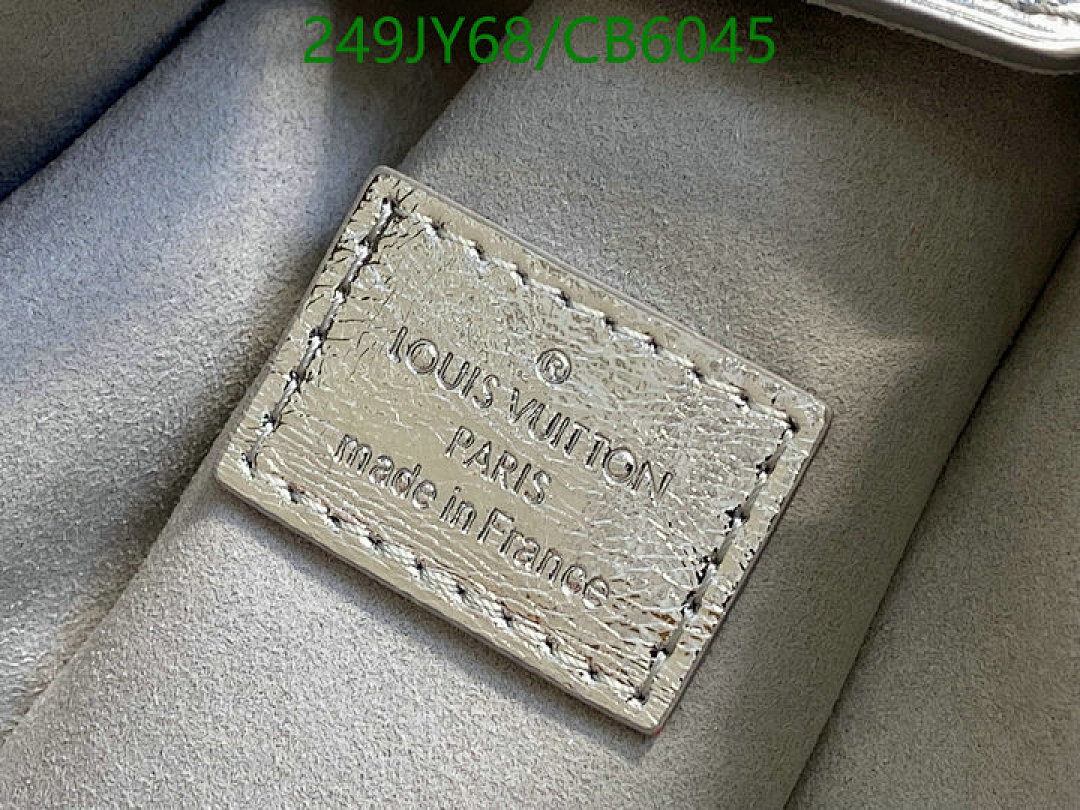 249JY68/CB6045
®
LOUIS VUITTON
PARIS
made in France